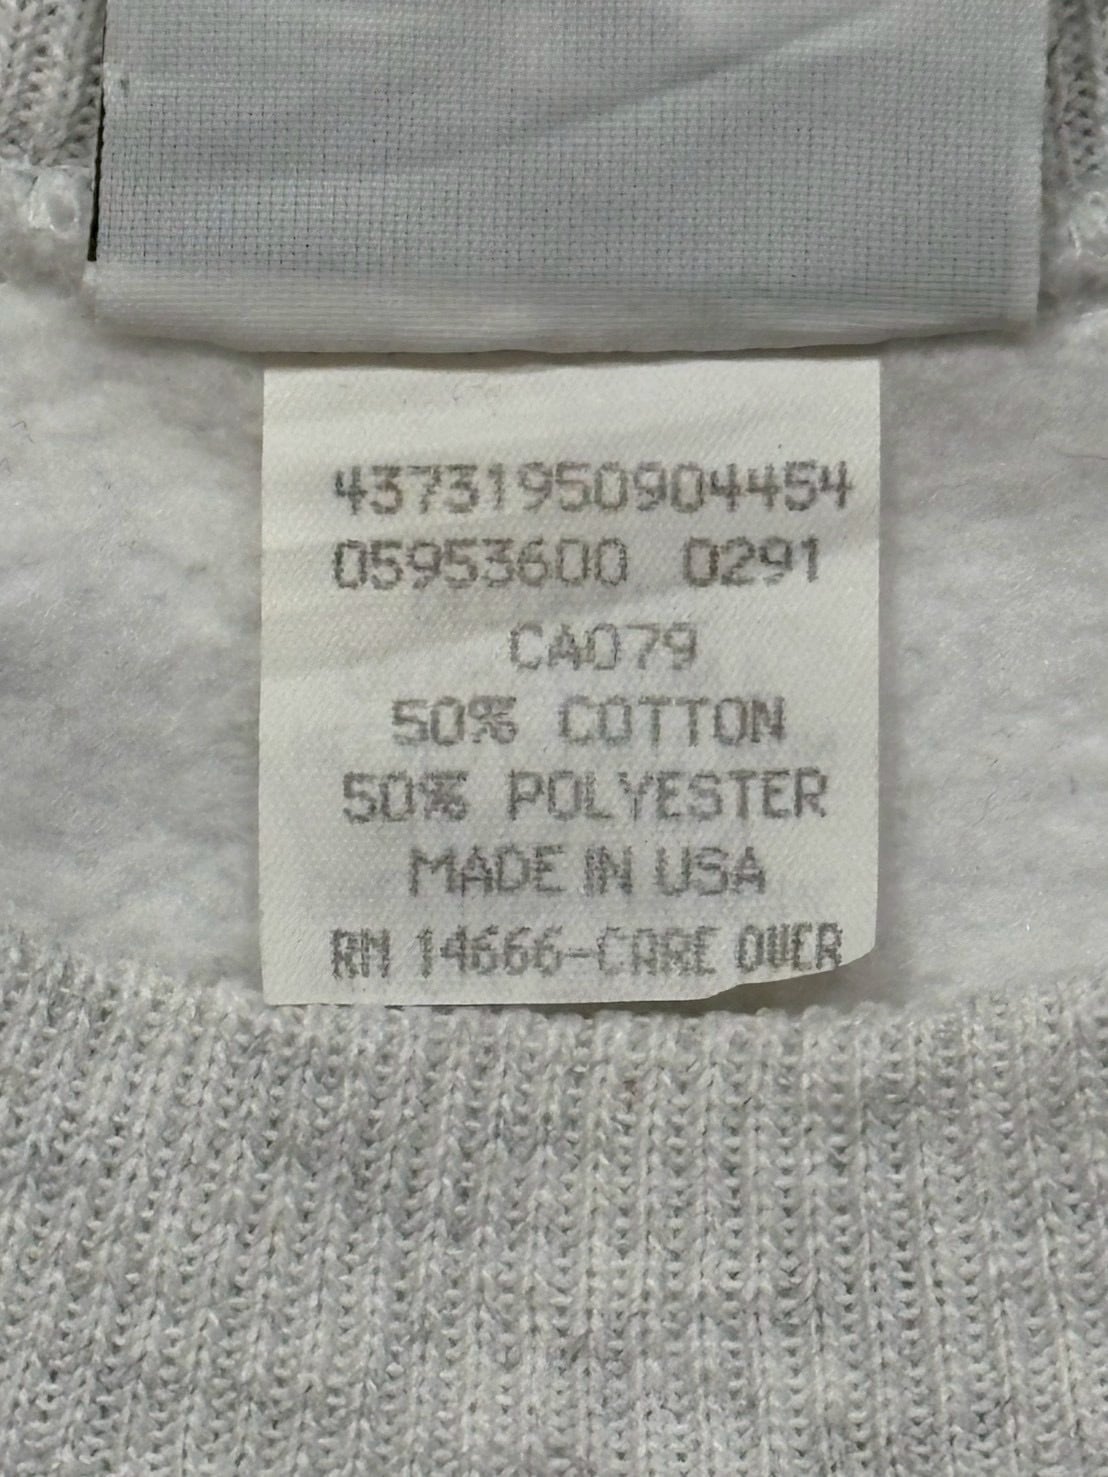 43731950904454
05953600 0291
CA079
50% COTTON
50% POLYESTER
MADE IN USA
RN 14666-CARE OVER